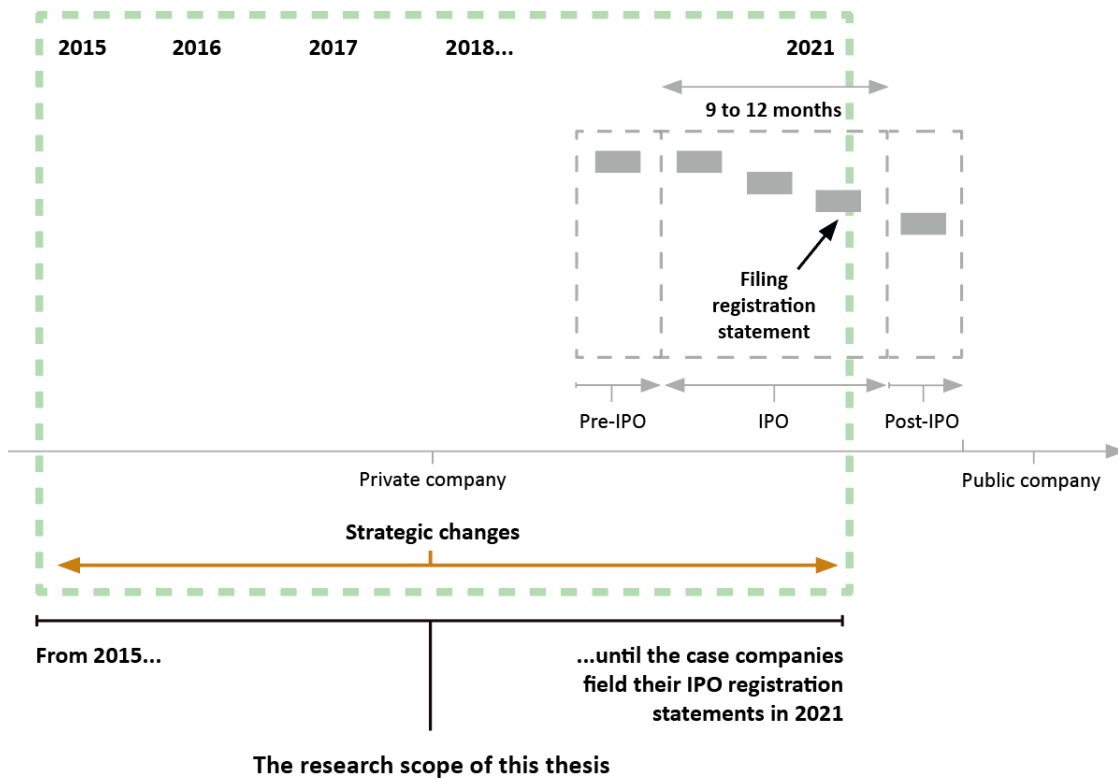 2015 2016 2017 2018... 2021
9 to 12 months
Filing
registration
statement
Pre-IPO IPO Post-IPO
Private company
Public company
Strategic changes
From 2015...
...until the case companies
field their IPO registration
statements in 2021
The research scope of this thesis